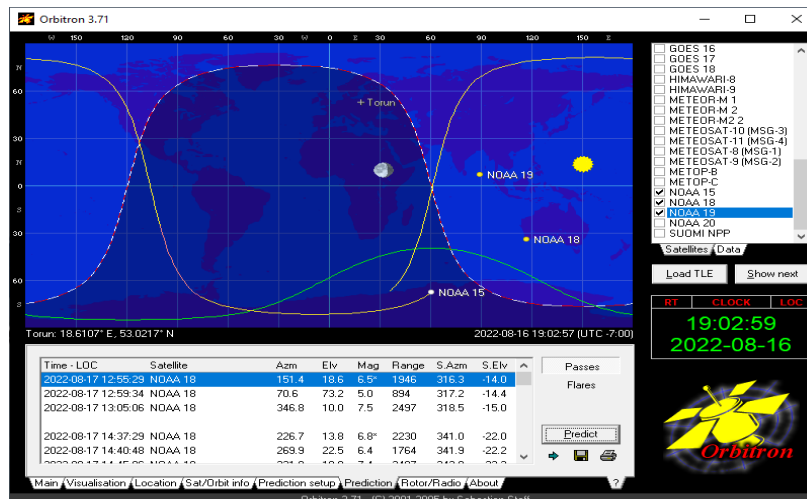 Orbitron 3.71
W 150 120 90 60 30 W 0 E 30 60 90 120 150 E
N
60
30
N
0
S
30
60
S
+Torun
NOAA 19
NOAA 18
NOAA 15
Torun: 18.6107° E, 53.0217° N
2022-08-16 19:02:57 (UTC -7:00)
GOES 16
GOES 17
GOES 18
HIMAWARI-8
HIMAWARI-9
METEOR-M 1
METEOR-M 2
METEOR-M2 2
METEOSAT-10 (MSG-3)
METEOSAT-11 (MSG-4)
METEOSAT-8 (MSG-1)
METEOSAT-9 (MSG-2)
METOP-B
METOP-C
NOAA 15
NOAA 18
NOAA 19
NOAA 20
SUOMI NPP
Satellites Data
Load TLE Show next
RT CLOCK LOC
19:02:59
2022-08-16
Time - LOC Satellite Azm Elv Mag Range S.Azm S.Elv
2022-08-17 12:55:29 NOAA 18 151.4 18.6 6.5* 1946 316.3 -14.0
2022-08-17 12:59:34 NOAA 18 70.6 73.2 5.0 894 317.2 -14.4
2022-08-17 13:05:06 NOAA 18 346.8 10.0 7.5 2497 318.5 -15.0
2022-08-17 14:37:29 NOAA 18 226.7 13.8 6.8* 2230 341.0 -22.0
2022-08-17 14:40:48 NOAA 18 269.9 22.5 6.4 1764 341.9 -22.2
Passes
Flares
Predict
Orbitron
Main Visualisation Location Sat/Orbit info Prediction setup Prediction Rotor/Radio About ?